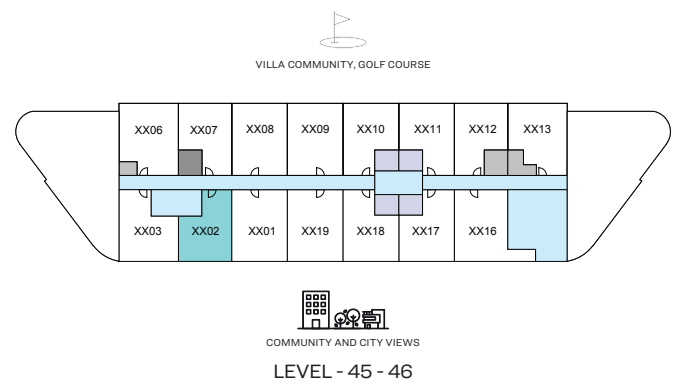 VILLA COMMUNITY, GOLF COURSE
XX06 XX07 XX08 XX09 XX10 XX11 XX12 XX13
XX03 XX02 XX01 XX19 XX18 XX17 XX16
COMMUNITY AND CITY VIEWS
LEVEL - 45 - 46